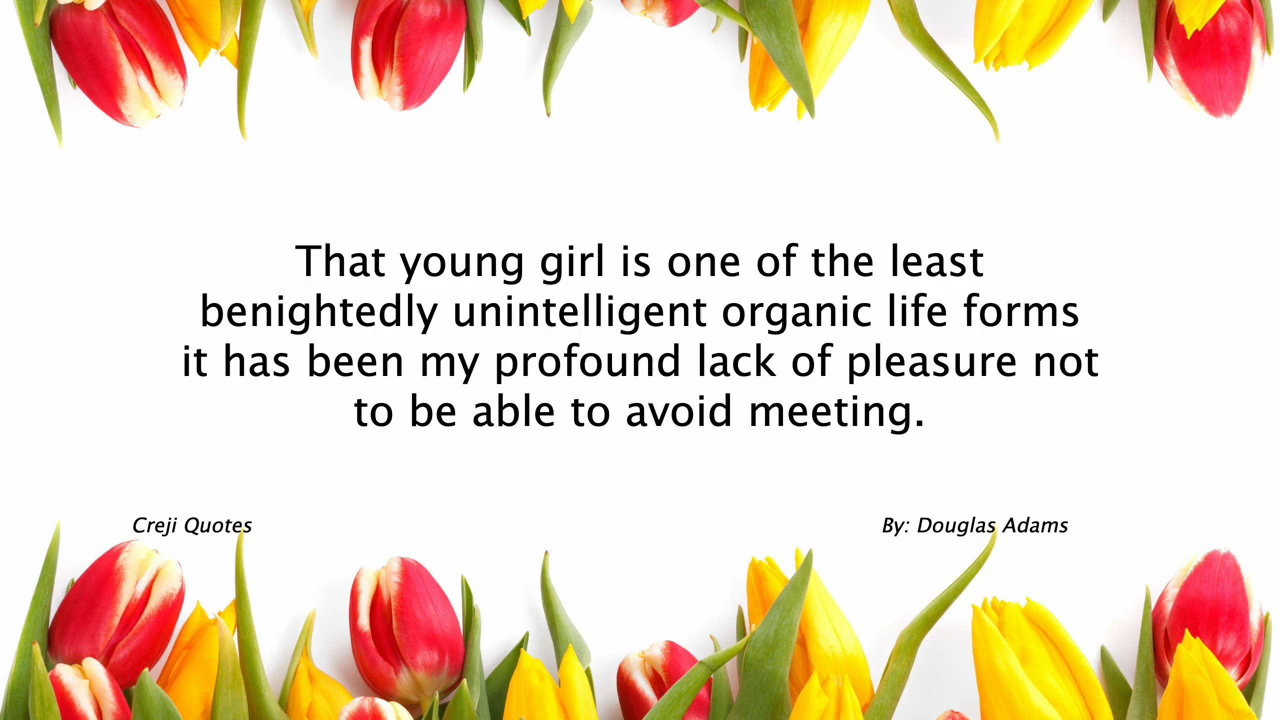 That young girl is one of the least
benightedly unintelligent organic life forms
it has been my profound lack of pleasure not
to be able to avoid meeting.
Creji Quotes
By: Douglas Adams